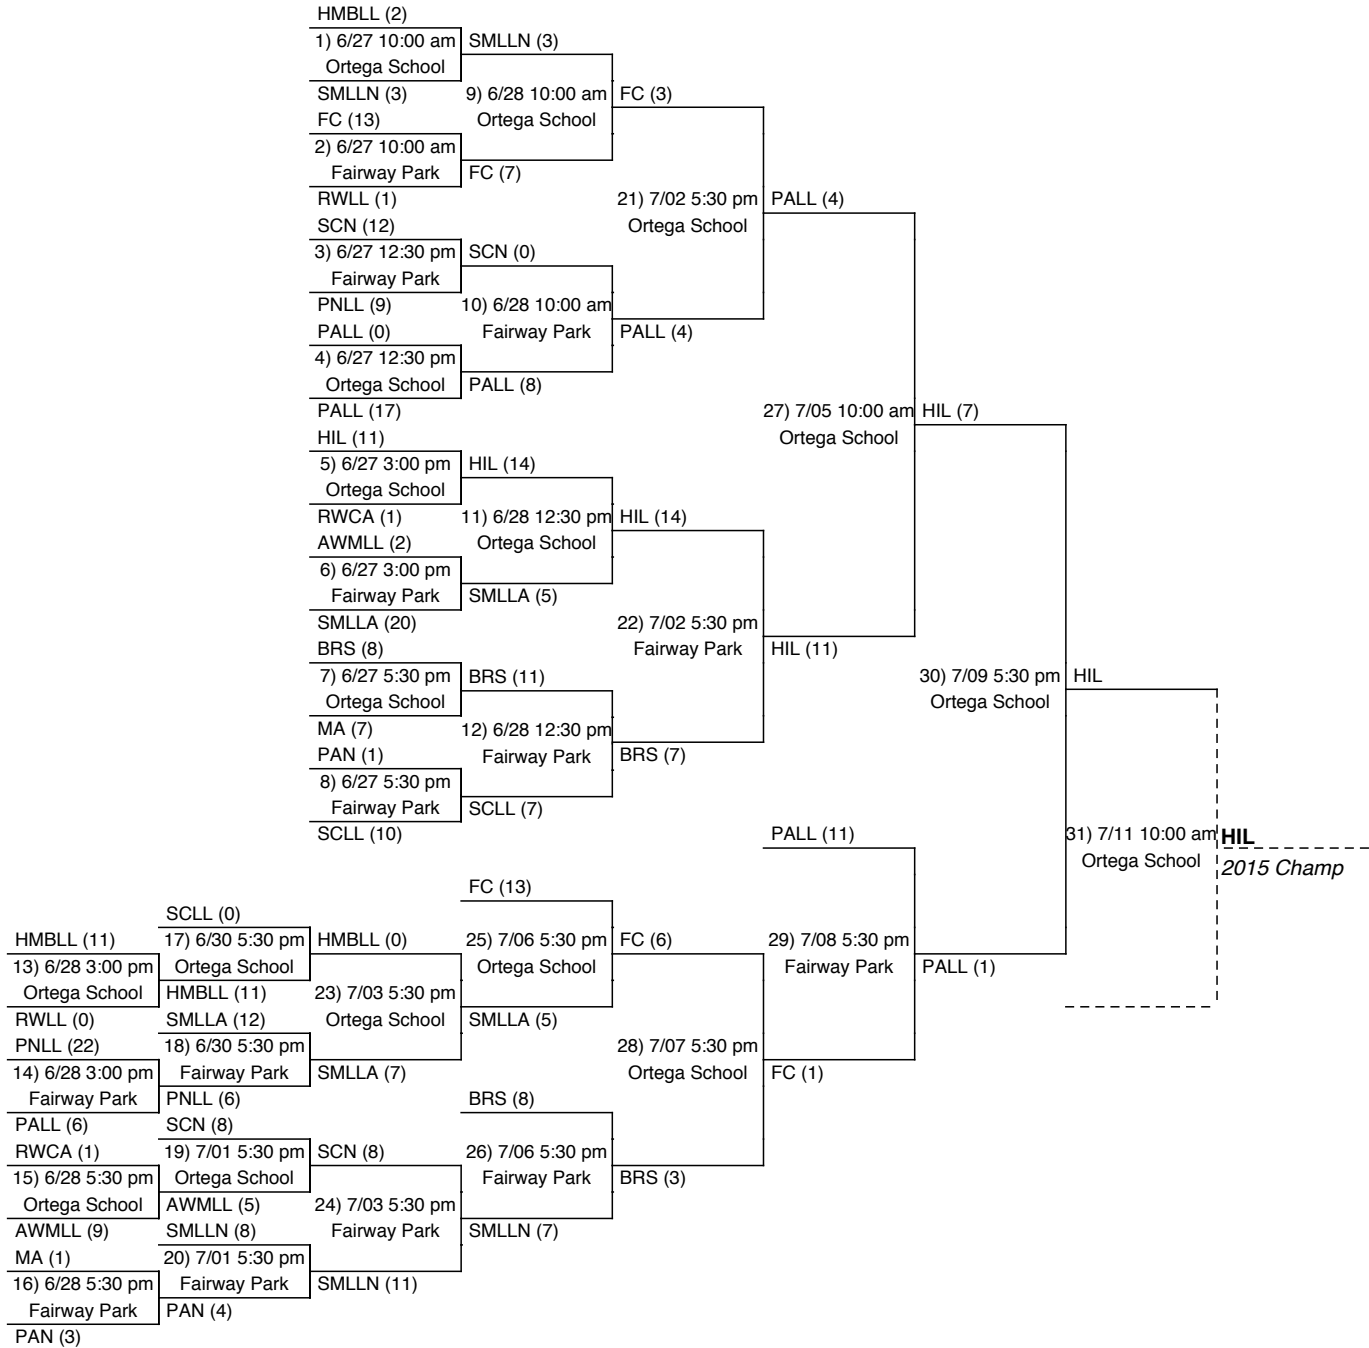 HMBLL (2)
1) 6/27 10:00 am
Ortega School
SMLLN (3)
SMLLN (3)
FC (13)
2) 6/27 10:00 am
Fairway Park
RWLL (1)
FC (7)
9) 6/28 10:00 am
Ortega School
FC (3)
SCN (12)
3) 6/27 12:30 pm
Fairway Park
PNLL (9)
SCN (0)
PALL (0)
4) 6/27 12:30 pm
Ortega School
PALL (17)
PALL (8)
10) 6/28 10:00 am
Fairway Park
PALL (4)
21) 7/02 5:30 pm
Ortega School
PALL (4)
HIL (11)
5) 6/27 3:00 pm
Ortega School
RWCA (1)
HIL (14)
AWMLL (2)
6) 6/27 3:00 pm
Fairway Park
SMLLA (20)
SMLLA (5)
11) 6/28 12:30 pm
Ortega School
HIL (14)
BRS (8)
7) 6/27 5:30 pm
Ortega School
MA (7)
BRS (11)
PAN (1)
8) 6/27 5:30 pm
Fairway Park
SCLL (10)
SCLL (7)
12) 6/28 12:30 pm
Fairway Park
BRS (7)
22) 7/02 5:30 pm
Fairway Park
HIL (11)
27) 7/05 10:00 am
Ortega School
HIL (7)
30) 7/09 5:30 pm
Ortega School
HIL
31) 7/11 10:00 am
Ortega School
HIL
2015 Champ
HMBLL (11)
13) 6/28 3:00 pm
Ortega School
RWLL (0)
PNLL (22)
14) 6/28 3:00 pm
Fairway Park
PALL (6)
RWCA (1)
15) 6/28 5:30 pm
Ortega School
AWMLL (9)
MA (1)
16) 6/28 5:30 pm
Fairway Park
PAN (3)
SCLL (0)
17) 6/30 5:30 pm
Ortega School
HMBLL (11)
SMLLA (12)
18) 6/30 5:30 pm
Fairway Park
PNLL (6)
SCN (8)
19) 7/01 5:30 pm
Ortega School
AWMLL (5)
SMLLN (8)
20) 7/01 5:30 pm
Fairway Park
PAN (4)
HMBLL (0)
23) 7/03 5:30 pm
Ortega School
SMLLA (7)
SCN (8)
24) 7/03 5:30 pm
Fairway Park
SMLLN (11)
FC (13)
25) 7/06 5:30 pm
Ortega School
SMLLA (5)
BRS (8)
26) 7/06 5:30 pm
Fairway Park
SMLLN (7)
FC (6)
28) 7/07 5:30 pm
Ortega School
BRS (3)
PALL (11)
29) 7/08 5:30 pm
Fairway Park
FC (1)
PALL (1)